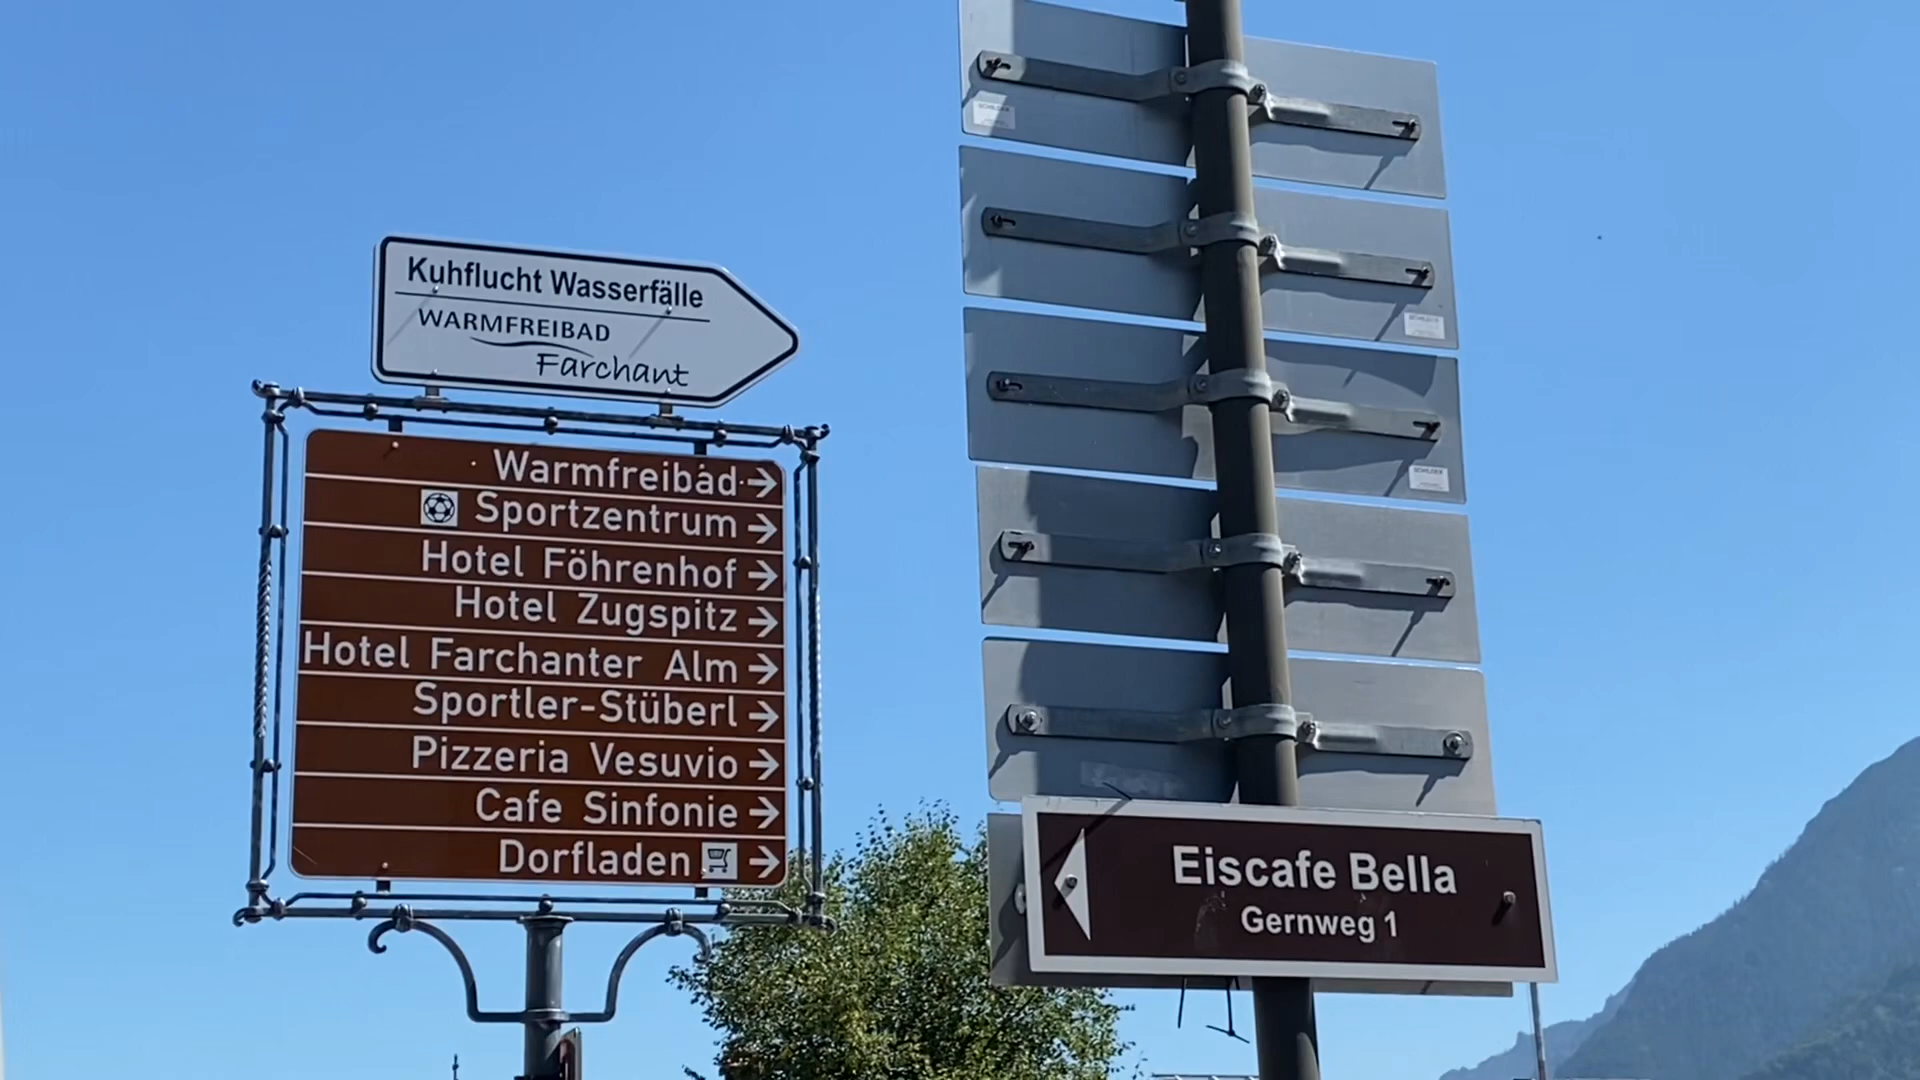 Kuhflucht Wasserfälle
WARMFREIBAD
Farchant
Warmfreibad
Sportzentrum
Hotel Föhrenhof
Hotel Zugspitz
Hotel Farchanter Alm
Sportler-Stüberl
Pizzeria Vesuvio
Cafe Sinfonie
Dorfladen
Eiscafe Bella
Gernweg 1